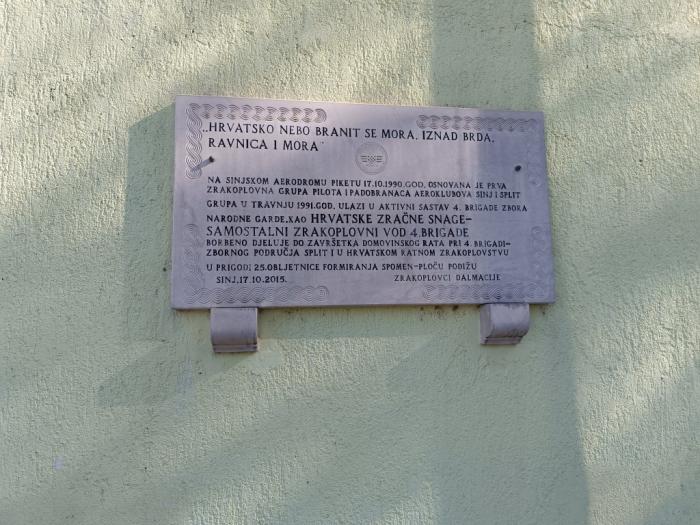 „HRVATSKO NEBO BRANIT SE MORA, IZNAD BRDA,
RAVNICA I MORA"
NA SINJSKOM AERODROMU PIKETU 17.10.1990.GOD. OSNOVANA JE PRVA
ZRAKOPLOVNA GRUPA PILOTA I PADOBRANACA AEROKLUBOVA SINJ I SPLIT
GRUPA U TRAVNJU 1991.GOD. ULAZI U AKTIVNI SASTAV 4. BRIGADE ZBORA
NARODNE GARDE,KAO HRVATSKE ZRAČNE SNAGE-
SAMOSTALNI ZRAKOPLOVNI VOD 4.BRIGADE
BORBENO DJELUJE DO ZAVRŠETKA DOMOVINSKOG RATA PRI 4.BRIGADI-
ZBORNOG PODRUČJA SPLIT I U HRVATSKOM RATNOM ZRAKOPLOVSTVU
U PRIGODI 25.OBLJETNICE FORMIRANJA SPOMEN-PLOČU PODIŽU
SINJ,17.10.2015. ZRAKOPLOVCI DALMACIJE